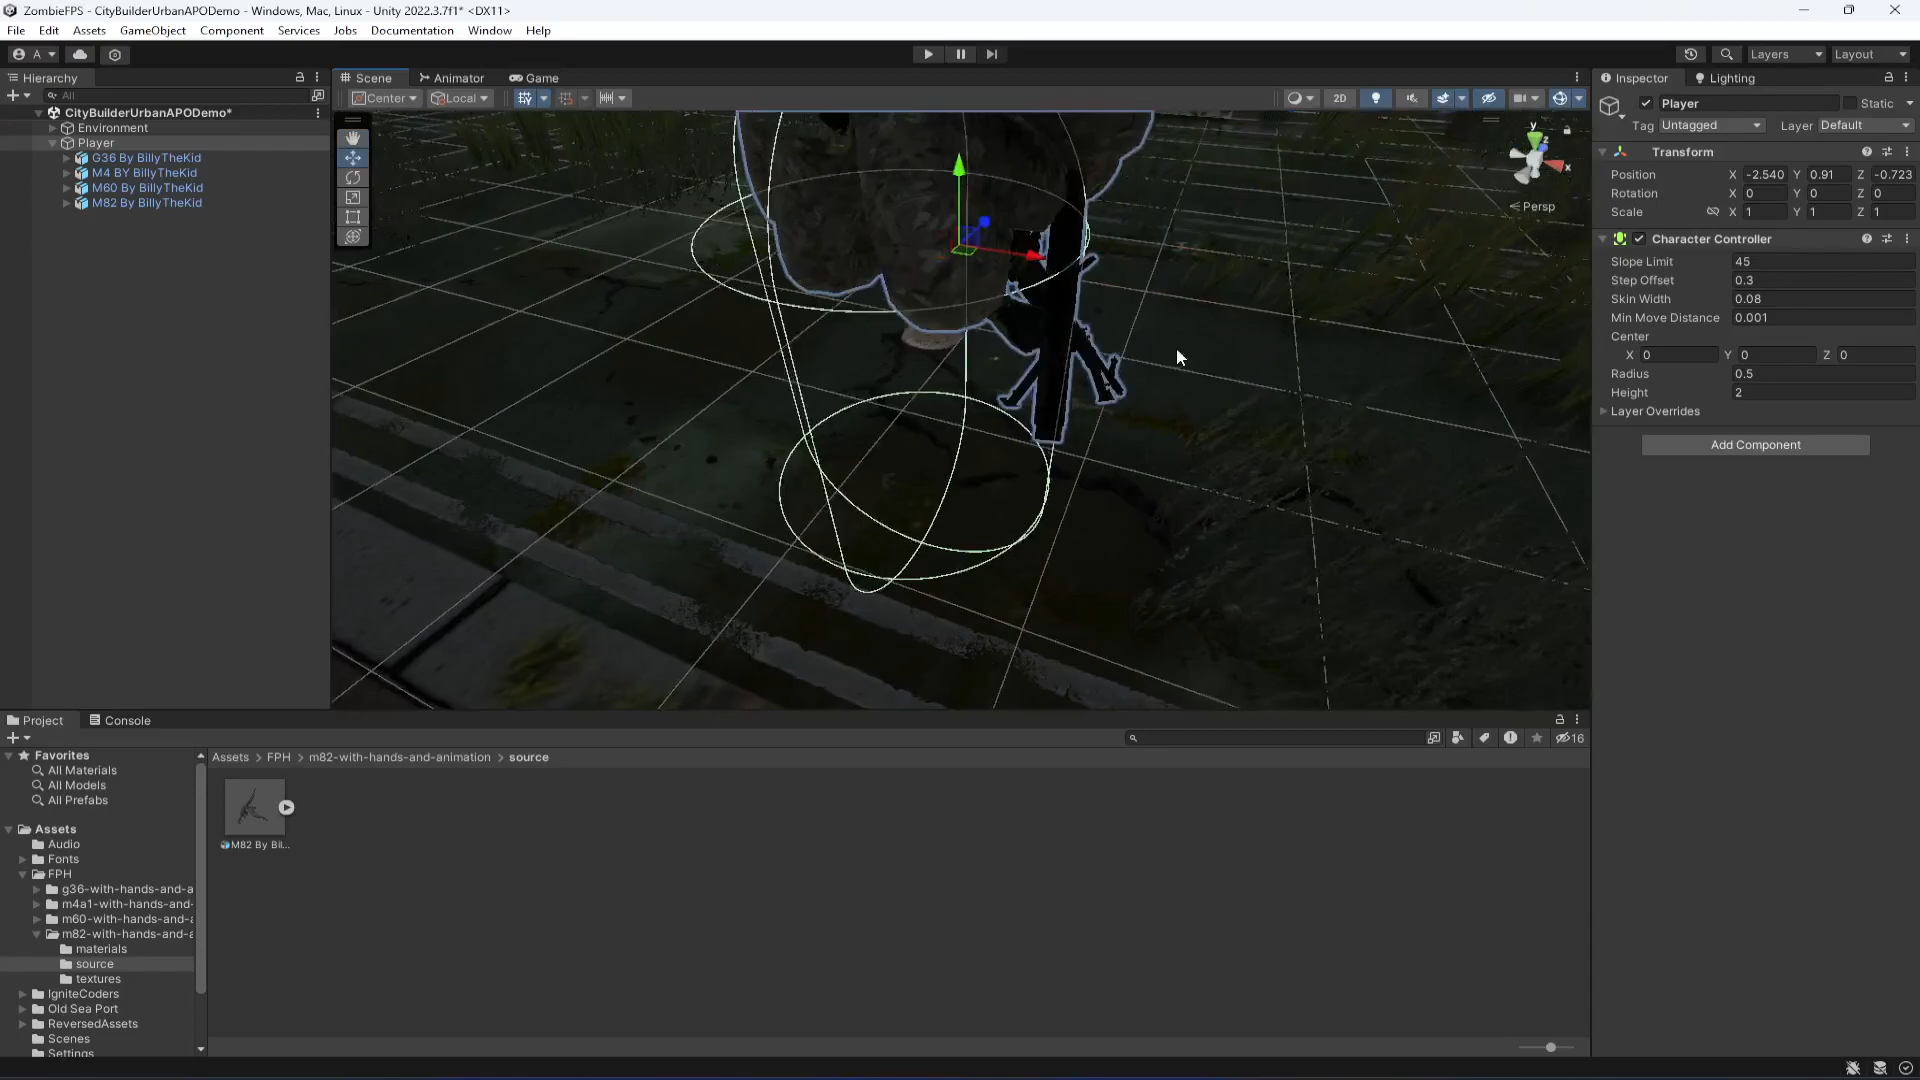 ZombieFPS - CityBuilderUrbanAPODemo - Windows, Mac, Linux - Unity 2022.3.7f1* <DX11>
File Edit Assets GameObject Component Services Jobs Documentation Window Help
A Layers Layout
Hierarchy
All
CityBuilderUrbanAPODemo*
Environment
Player
G36 By BillyTheKid
M4 BY BillyTheKid
M60 By BillyTheKid
M82 By BillyTheKid
Scene Animator Game
Center Local 2D
y
x
z
Persp
Inspector Lighting
Player Static
Tag Untagged Layer Default
Transform
Position X -2.540 Y 0.91 Z -0.723
Rotation X 0 Y 0 Z 0
Scale X 1 Y 1 Z 1
Character Controller
Slope Limit 45
Step Offset 0.3
Skin Width 0.08
Min Move Distance 0.001
Center
X 0 Y 0 Z 0
Radius 0.5
Height 2
Layer Overrides
Add Component
Project Console
16
Favorites
All Materials
All Models
All Prefabs
Assets
Audio
Fonts
FPH
g36-with-hands-and-a
m4a1-with-hands-and-
m60-with-hands-and-a
m82-with-hands-and-a
materials
source
textures
IgniteCoders
Old Sea Port
ReversedAssets
Scenes
Settings
Assets > FPH > m82-with-hands-and-animation > source
M82 By Bil...